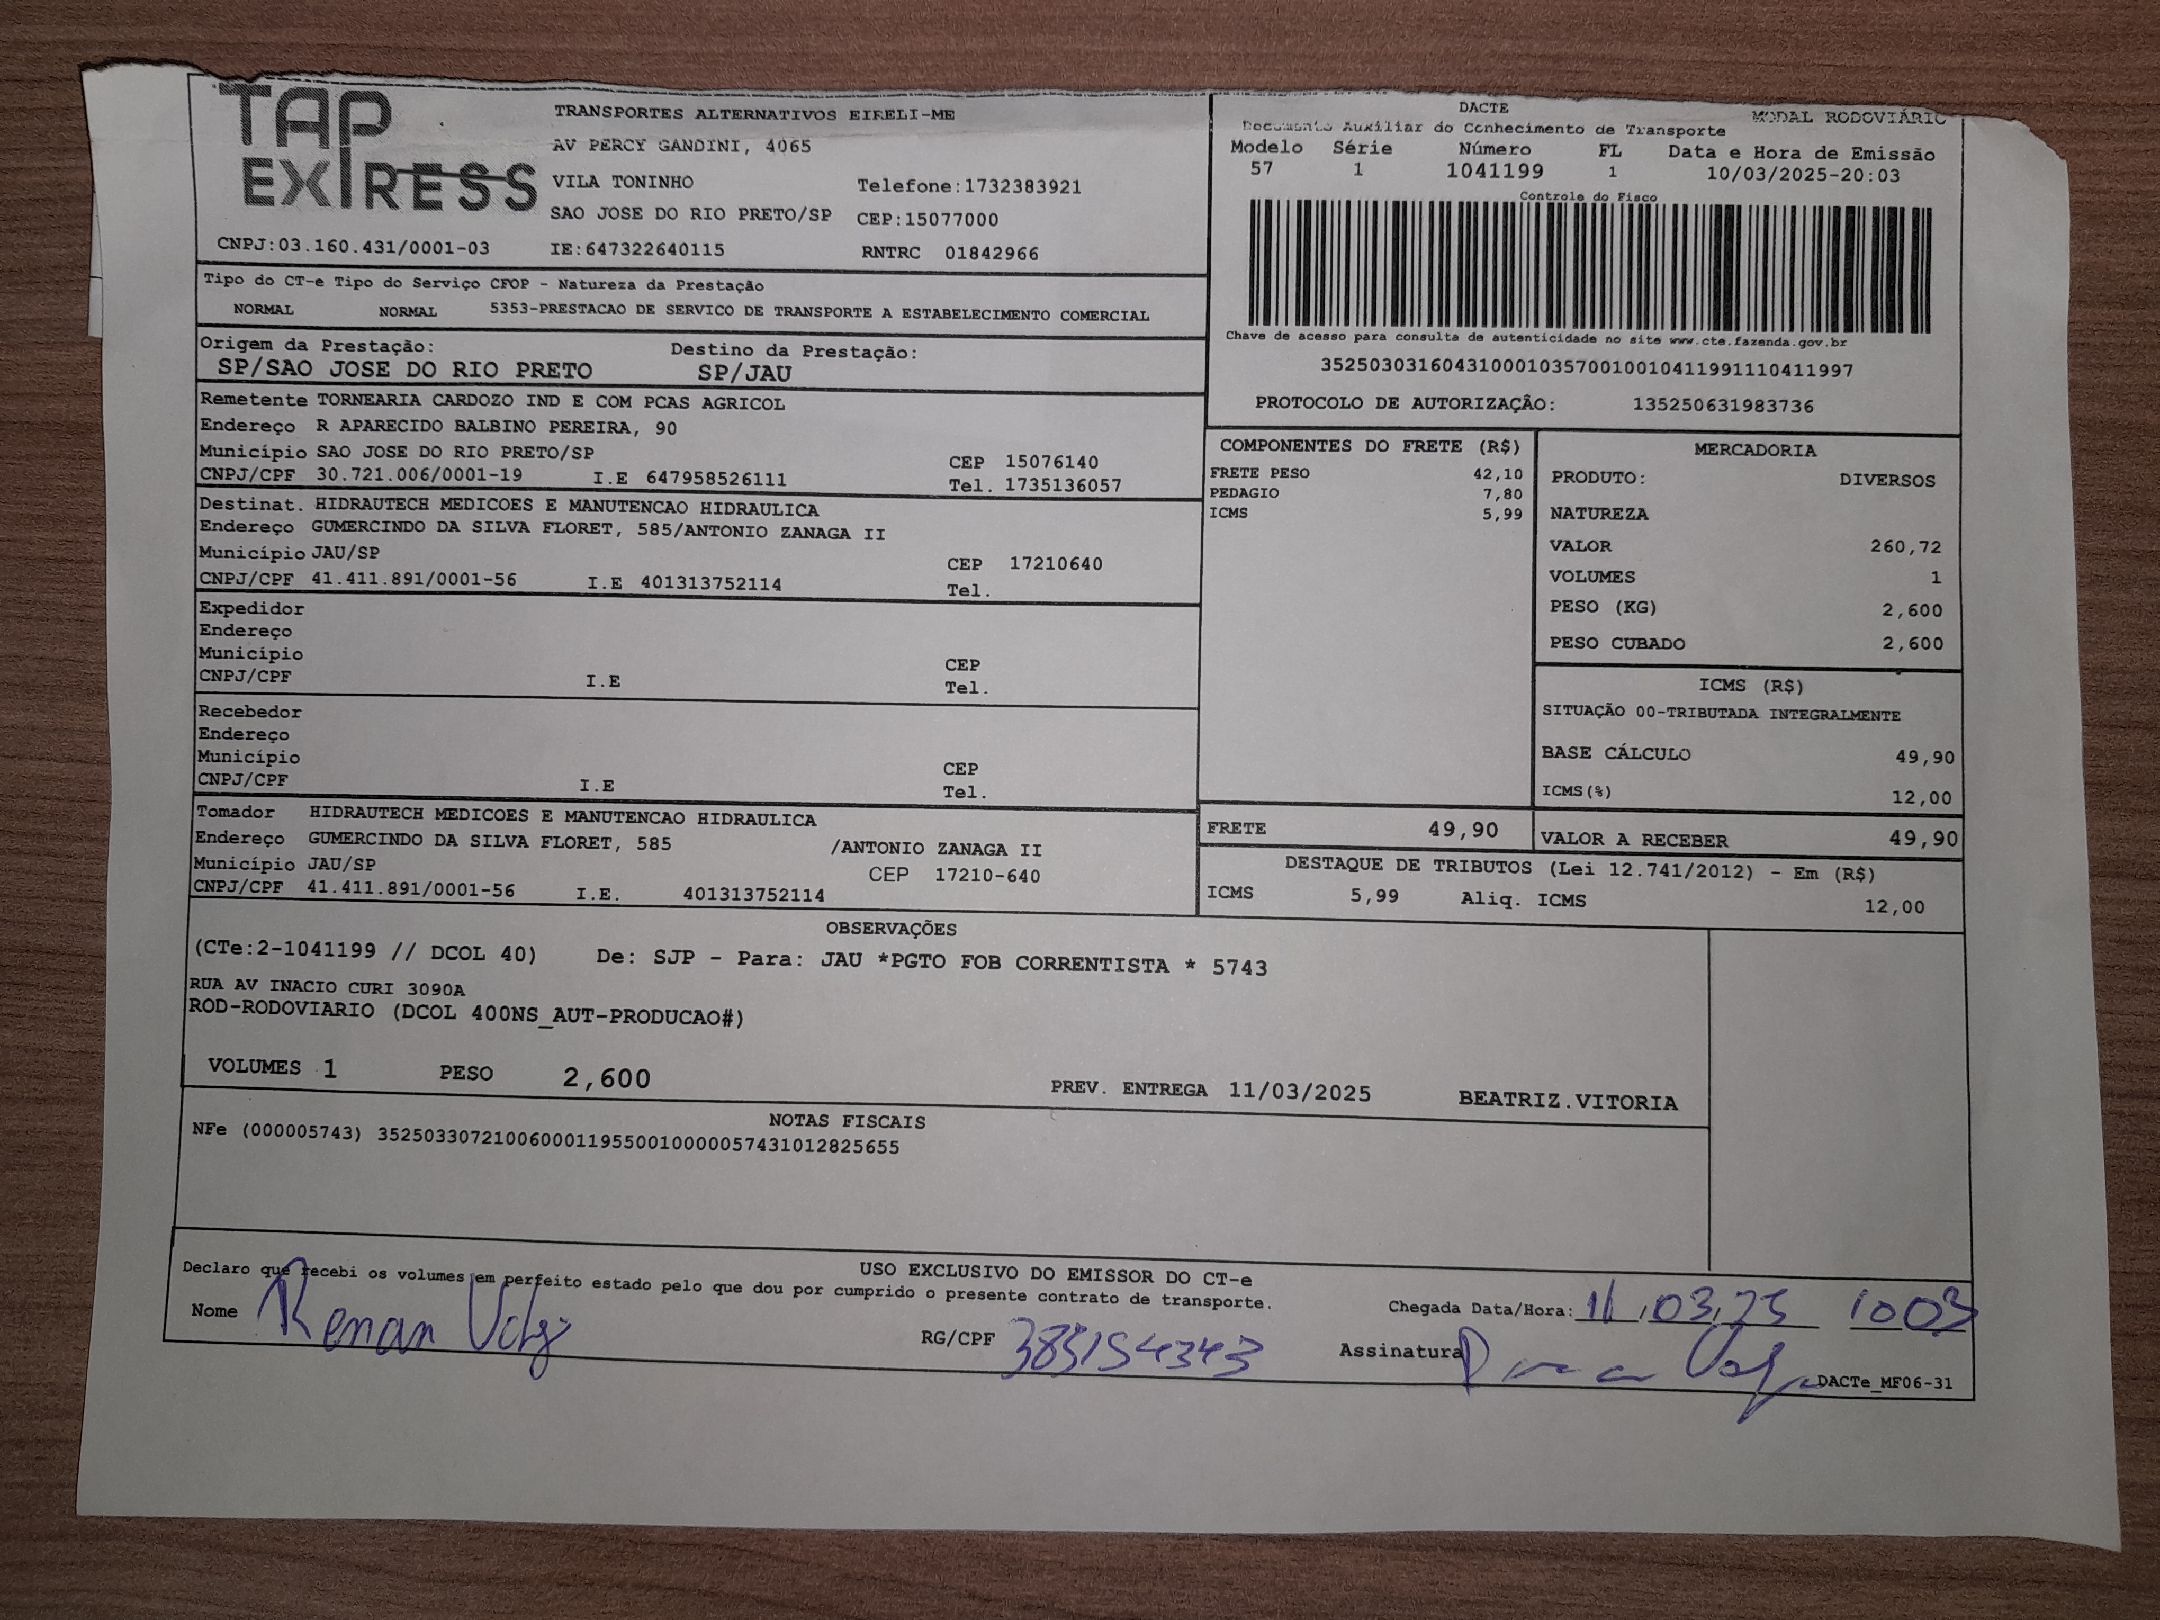 TAP
EXPRESS
TRANSPORTES ALTERNATIVOS EIRELI-ME
AV PERCY GANDINI, 4065
VILA TONINHO Telefone:1732383921
SAO JOSE DO RIO PRETO/SP CEP:15077000
CNPJ:03.160.431/0001-03 IE:647322640115 RNTRC 01842966
DACTE
MODAL RODOVIÁRIO
Documento Auxiliar do Conhecimento de Transporte
Modelo Série Número FL Data e Hora de Emissão
57 1 1041199 1 10/03/2025-20:03
Controle do Fisco
Chave de acesso para consulta de autenticidade no site www.cte.fazenda.gov.br
35250303160431000103570010010411991110411997
PROTOCOLO DE AUTORIZAÇÃO: 135250631983736
Tipo do CT-e Tipo do Serviço CFOP - Natureza da Prestação
NORMAL NORMAL 5353-PRESTACAO DE SERVICO DE TRANSPORTE A ESTABELECIMENTO COMERCIAL
Origem da Prestação: Destino da Prestação:
SP/SAO JOSE DO RIO PRETO SP/JAU
Remetente TORNEARIA CARDOZO IND E COM PCAS AGRICOL
Endereço R APARECIDO BALBINO PEREIRA, 90
Município SAO JOSE DO RIO PRETO/SP CEP 15076140
CNPJ/CPF 30.721.006/0001-19 I.E 647958526111 Tel. 1735136057
Destinat. HIDRAUTECH MEDICOES E MANUTENCAO HIDRAULICA
Endereço GUMERCINDO DA SILVA FLORET, 585/ANTONIO ZANAGA II
Município JAU/SP CEP 17210640
CNPJ/CPF 41.411.891/0001-56 I.E 401313752114 Tel.
Expedidor
Endereço
Município CEP
CNPJ/CPF I.E Tel.
Recebedor
Endereço
Município CEP
CNPJ/CPF I.E Tel.
Tomador HIDRAUTECH MEDICOES E MANUTENCAO HIDRAULICA
Endereço GUMERCINDO DA SILVA FLORET, 585 /ANTONIO ZANAGA II
Município JAU/SP CEP 17210-640
CNPJ/CPF 41.411.891/0001-56 I.E. 401313752114
COMPONENTES DO FRETE (R$)
FRETE PESO 42,10
PEDAGIO 7,80
ICMS 5,99
MERCADORIA
PRODUTO: DIVERSOS
NATUREZA
VALOR 260,72
VOLUMES 1
PESO (KG) 2,600
PESO CUBADO 2,600
ICMS (R$)
SITUAÇÃO 00-TRIBUTADA INTEGRALMENTE
BASE CÁLCULO 49,90
ICMS(%) 12,00
FRETE 49,90 VALOR A RECEBER 49,90
DESTAQUE DE TRIBUTOS (Lei 12.741/2012) - Em (R$)
ICMS 5,99 Aliq. ICMS 12,00
OBSERVAÇÕES
(CTe:2-1041199 // DCOL 40) De: SJP - Para: JAU *PGTO FOB CORRENTISTA * 5743
RUA AV INACIO CURI 3090A
ROD-RODOVIARIO (DCOL 400NS_AUT-PRODUCAO#)
VOLUMES 1 PESO 2,600 PREV. ENTREGA 11/03/2025 BEATRIZ.VITORIA
NOTAS FISCAIS
NFe (000005743) 35250330721006000119550010000057431012825655
USO EXCLUSIVO DO EMISSOR DO CT-e
Declaro que recebi os volumes em perfeito estado pelo que dou por cumprido o presente contrato de transporte.
Chegada Data/Hora: 11,03,25 1003
Nome Renan RG/CPF 385154343 Assinatura
DACTe_MF06-31